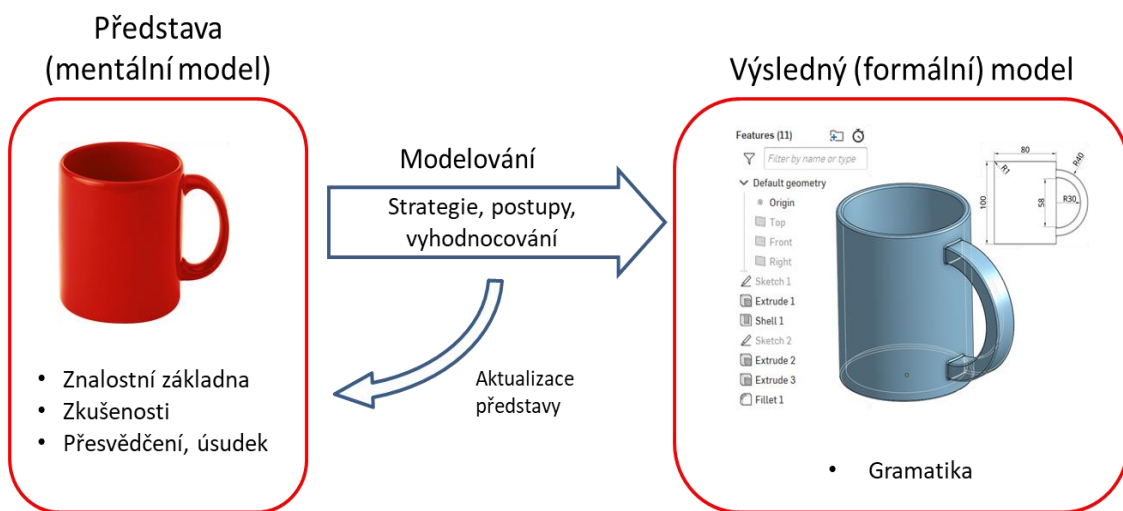 Představa
(mentální model)
Znalostní základna
Zkušenosti
Přesvědčení, úsudek
Modelování
Strategie, postupy,
vyhodnocování
Aktualizace
představy
Výsledný (formální) model
Features (11)
Filter by name or type
Default geometry
Origin
Top
Front
Right
Sketch 1
Extrude 1
Shell 1
Sketch 2
Extrude 2
Extrude 3
Fillet 1
80
R40
R1
100
58
R30
Gramatika